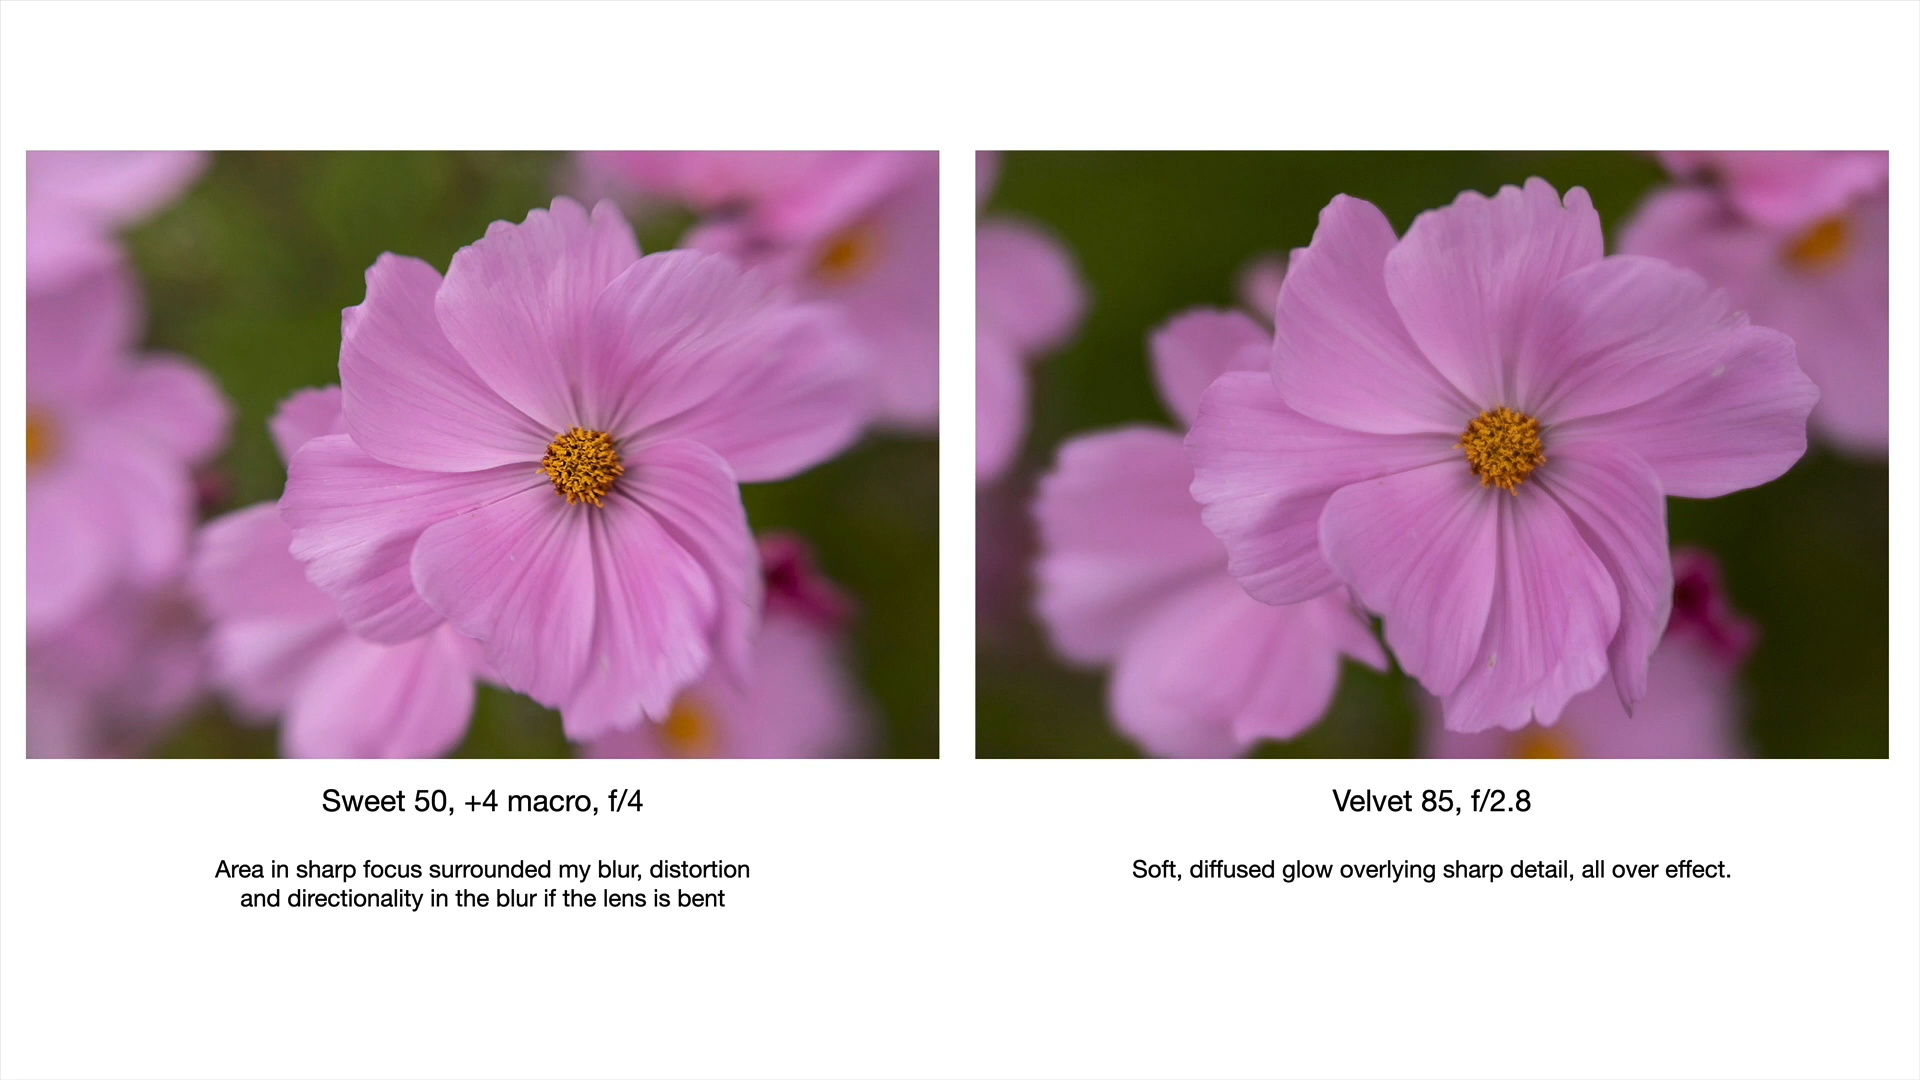 Sweet 50, +4 macro, f/4
Area in sharp focus surrounded my blur, distortion
and directionality in the blur if the lens is bent
Velvet 85, f/2.8
Soft, diffused glow overlying sharp detail, all over effect.